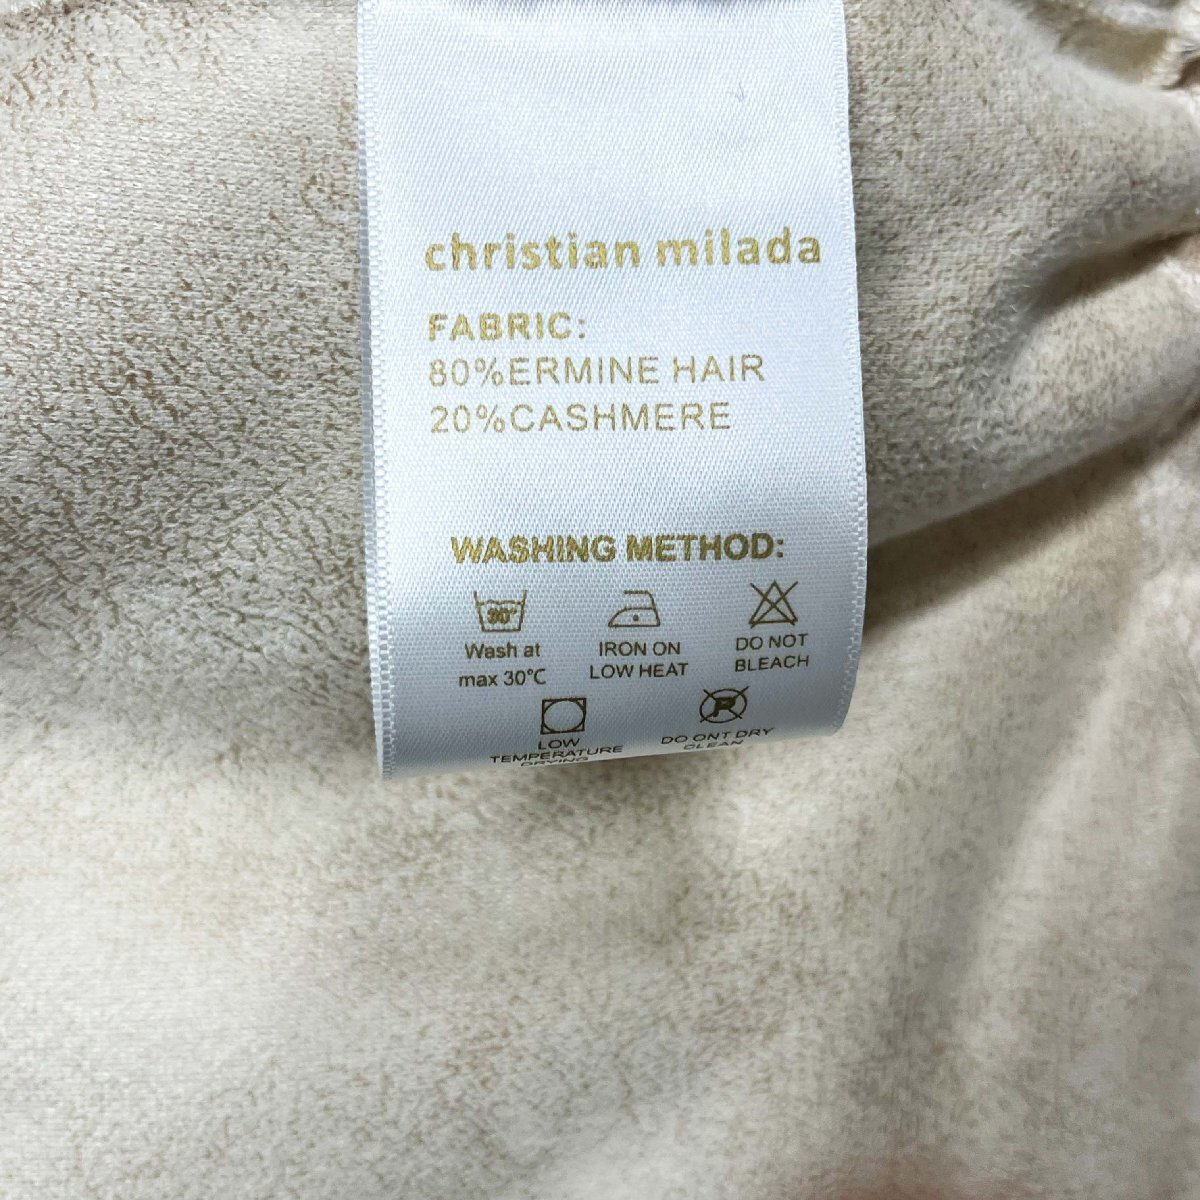 christian milada
FABRIC:
80%ERMINE HAIR
20%CASHMERE
WASHING METHOD:
30°
Wash at
max 30°C
IRON ON
LOW HEAT
DO NOT
BLEACH
LOW
TEMPERATURE
DRYING
P
DO ONT DRY
CLEAN